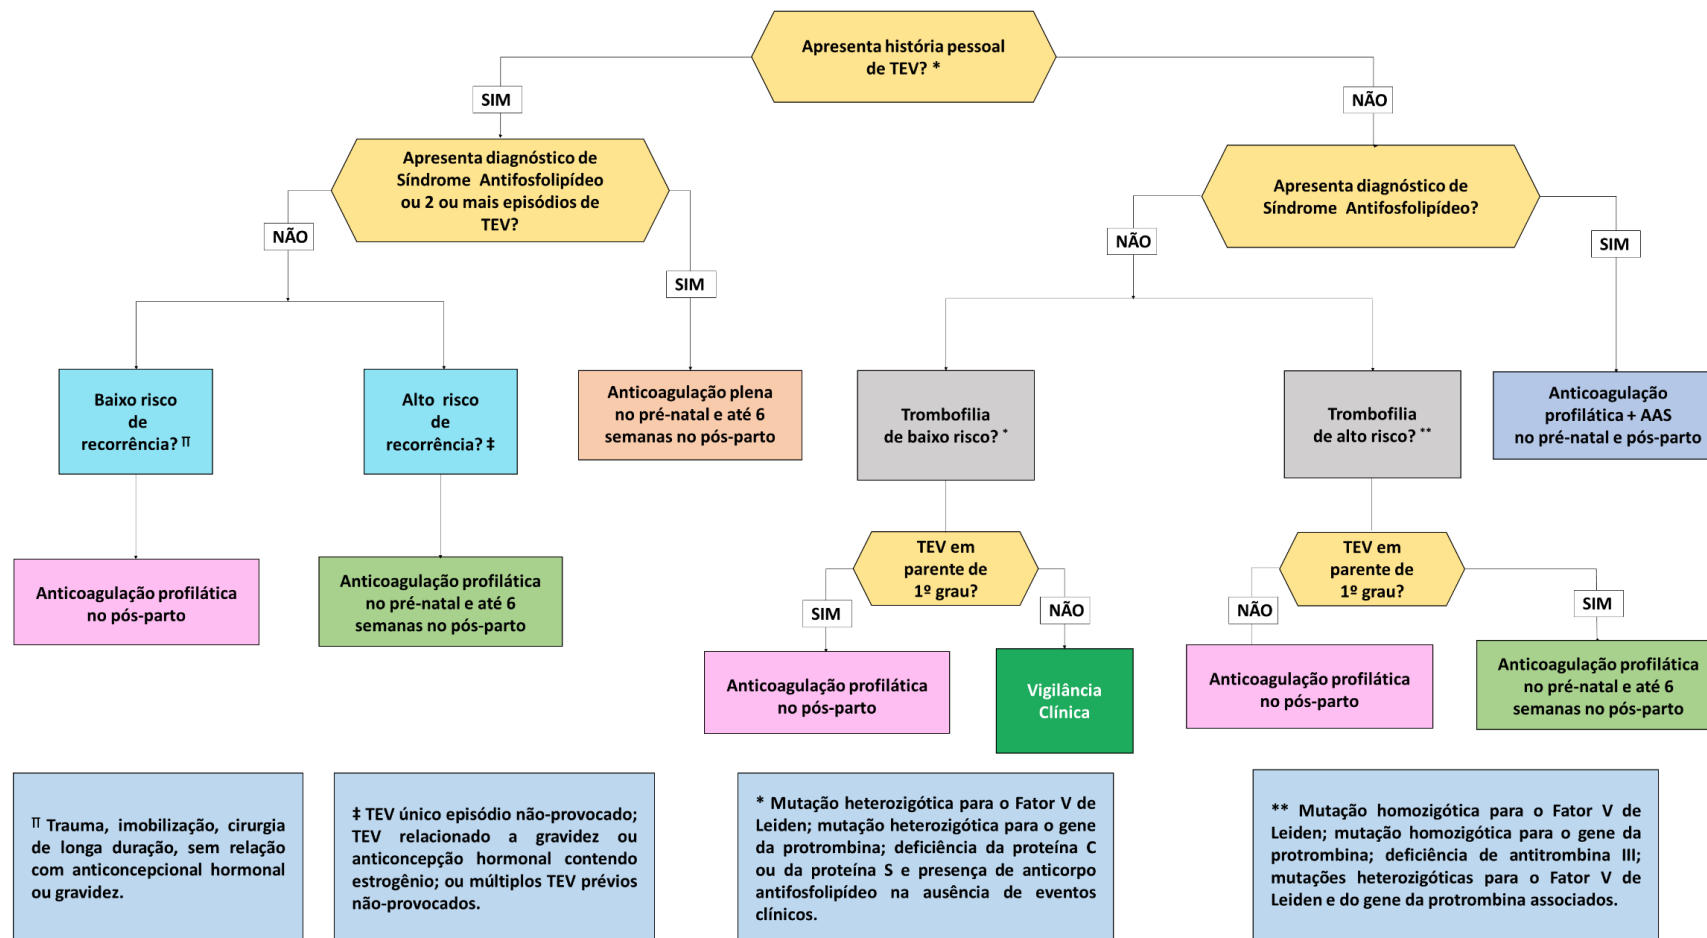 Apresenta história pessoal
de TEV? *
SIM
NÃO
Apresenta diagnóstico de
Síndrome Antifosfolipídeo
ou 2 ou mais episódios de
TEV?
Apresenta diagnóstico de
Síndrome Antifosfolipídeo?
NÃO
SIM
NÃO
SIM
Baixo risco
de
recorrência? π
Alto risco
de
recorrência? ‡
Anticoagulação plena
no pré-natal e até 6
semanas no pós-parto
Trombofilia
de baixo risco? *
Trombofilia
de alto risco? **
Anticoagulação
profilática + AAS
no pré-natal e pós-parto
Anticoagulação profilática
no pós-parto
Anticoagulação profilática
no pré-natal e até 6
semanas no pós-parto
TEV em
parente de
1º grau?
TEV em
parente de
1º grau?
SIM
NÃO
NÃO
SIM
Anticoagulação profilática
no pós-parto
Vigilância
Clínica
Anticoagulação profilática
no pós-parto
Anticoagulação profilática
no pré-natal e até 6
semanas no pós-parto
π Trauma, imobilização, cirurgia
de longa duração, sem relação
com anticoncepcional hormonal
ou gravidez.
‡ TEV único episódio não-provocado;
TEV relacionado a gravidez ou
anticoncepção hormonal contendo
estrogênio; ou múltiplos TEV prévios
não-provocados.
* Mutação heterozigótica para o Fator V de
Leiden; mutação heterozigótica para o gene
da protrombina; deficiência da proteína C
ou da proteína S e presença de anticorpo
antifosfolipídeo na ausência de eventos
clínicos.
** Mutação homozigótica para o Fator V de
Leiden; mutação homozigótica para o gene da
protrombina; deficiência de antitrombina III;
mutações heterozigóticas para o Fator V de
Leiden e do gene da protrombina associados.